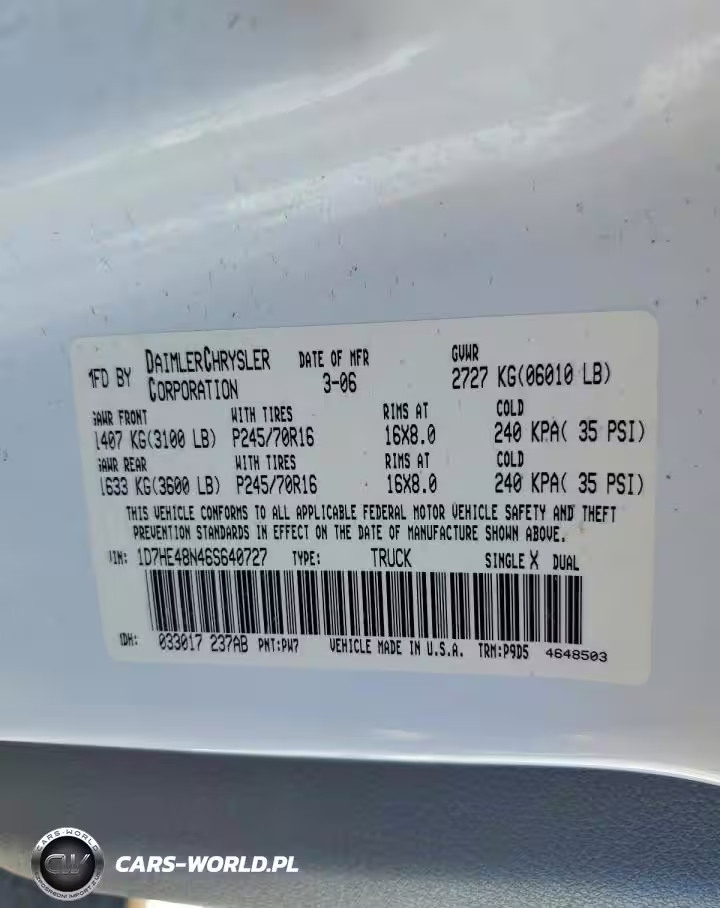 MFD BY DAIMLERCHRYSLER CORPORATION DATE OF MFR 3-06 GVWR 2727 KG(06010 LB)
GAWR FRONT WITH TIRES RIMS AT COLD
1407 KG(3100 LB) P245/70R16 16X8.0 240 KPA( 35 PSI)
GAWR REAR WITH TIRES RIMS AT COLD
1633 KG(3600 LB) P245/70R16 16X8.0 240 KPA( 35 PSI)
THIS VEHICLE CONFORMS TO ALL APPLICABLE FEDERAL MOTOR VEHICLE SAFETY AND THEFT
PREVENTION STANDARDS IN EFFECT ON THE DATE OF MANUFACTURE SHOWN ABOVE.
VIN: 1D7HE48N46S640727 TYPE: TRUCK SINGLE X DUAL
MDH: 033017 237AB PNT:PW7 VEHICLE MADE IN U.S.A. TRM:P9D5 4648503
CARS-WORLD
CW
CARS-WORLD.PL